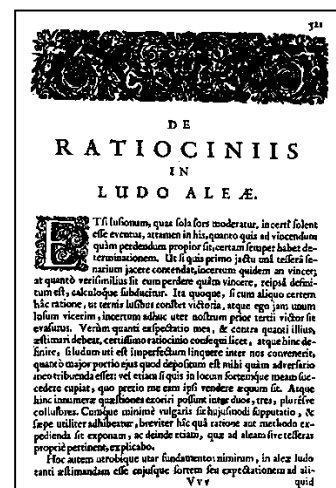 521
DE
RATIOCINIIS
IN
LUDO ALEÆ.
ETsi lusionum, quas sola sors moderatur, incerti solent
esse eventus, attamen in his, quanto quis ad vincendum
quàm perdendum propior sit, certam semper habet de-
terminationem. Ut si quis primo jactu unâ tesserâ se-
narium jacere contendat, incertum quidem an vincet;
at quantò verisimilius sit eum perdere quàm vincere, reipsâ defini-
tum est, calculoque subducitur. Ita quoque, si cum aliquo certem
hâc ratione, ut ternis lusibus constet victoria, atque ego jam unum
lusum vicerim, incertum adhuc uter nostrûm prior tertii victor sit
evasurus. Verùm quanti expectatio mea, & contra quanti illius,
æstimari debeat, certissimo ratiocinio consequi licet, atque hinc de-
finire, si ludum uti est imperfectum linquere inter nos conveniret,
quantò major portio ejus quod depositum est mihi quàm adversario
meo tribuenda esset: vel etiam si quis in locum sortemque meam suc-
cedere cupiat, quo pretio me eam ipsi vendere æquum sit. Atque
hinc innumeræ quæstiones exoriri possunt inter duos, tres, pluresve
collusores. Cumque minimè vulgaris sit hujusmodi supputatio, &
sæpe utiliter adhibeatur, breviter hîc quâ ratione aut methodo ex-
pedienda sit exponam, ac deinde etiam, quæ ad aleam sive tesseras
propriè pertinent, explicabo.
Hoc autem utrobique utar fundamento: nimirum, in aleæ ludo
tanti æstimandam esse cujusque sortem seu expectationem ad ali-
Vvv quid